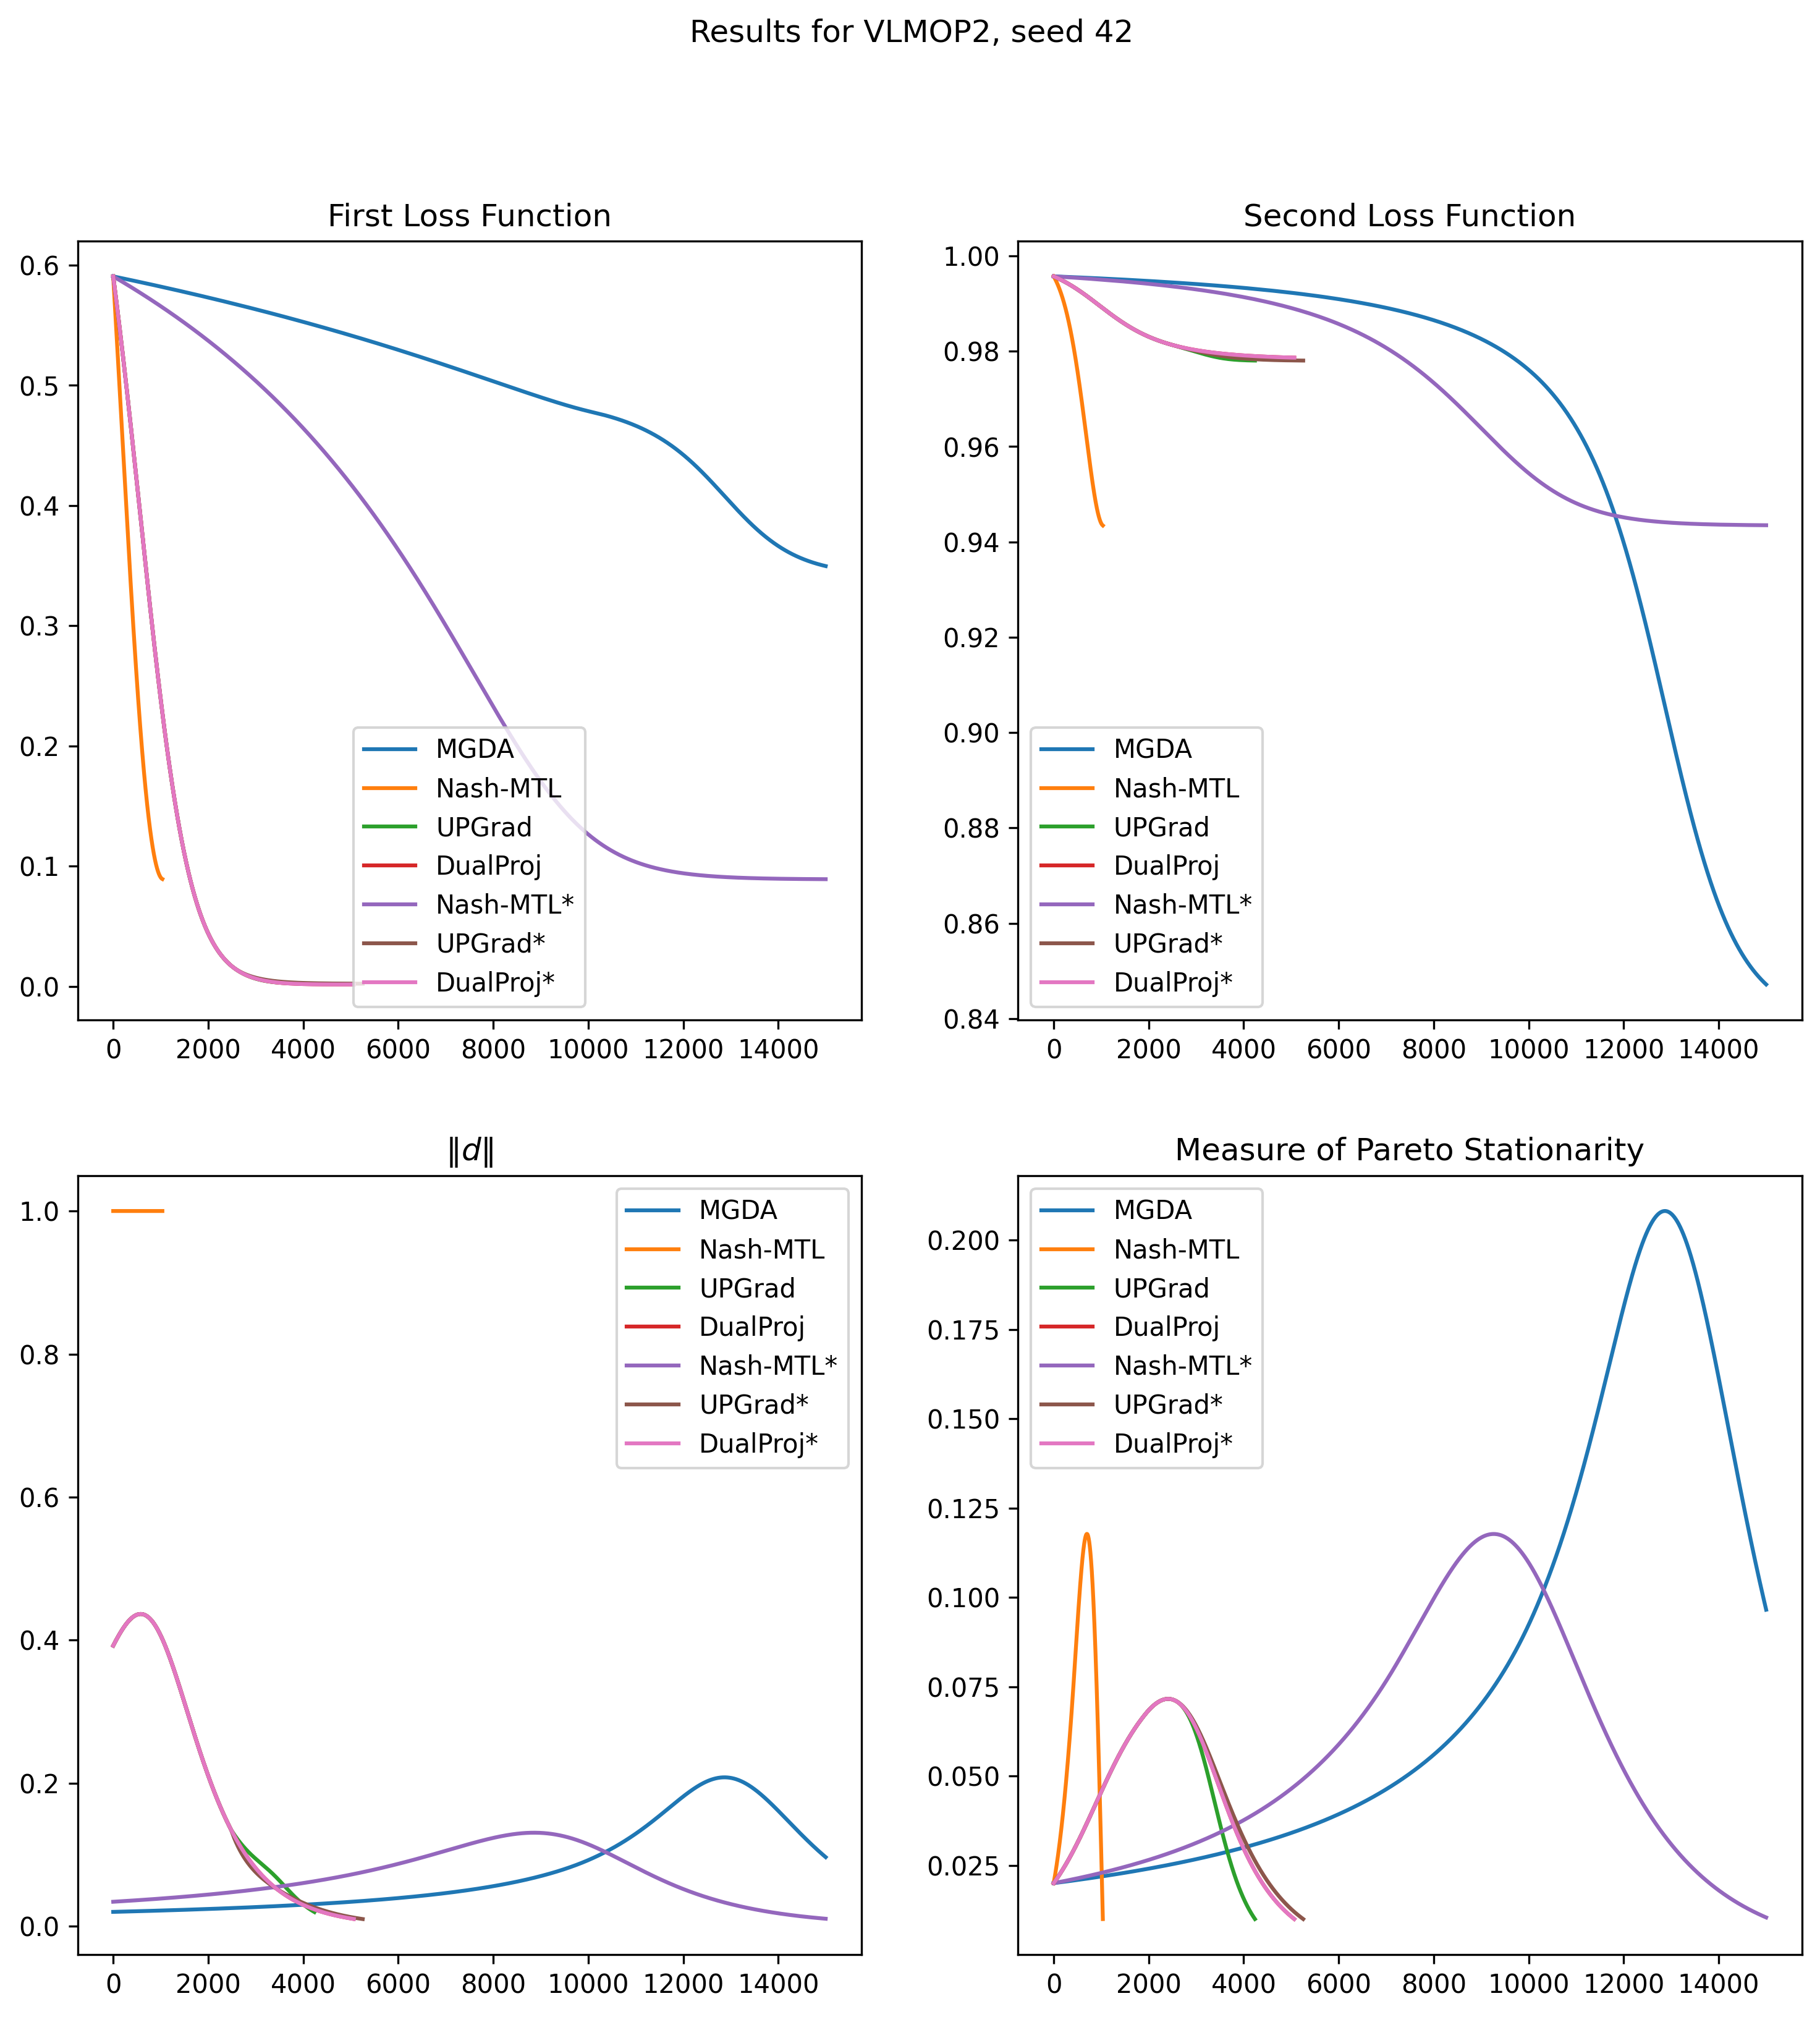 Results for VLMOP2, seed 42
First Loss Function
0.6
0.5
0.4
0.3
0.2
0.1
0.0
MGDA
Nash-MTL
UPGrad
DualProj
Nash-MTL*
UPGrad*
DualProj*
0 2000 4000 6000 8000 10000 12000 14000
Second Loss Function
1.00
0.98
0.96
0.94
0.92
0.90
0.88
0.86
0.84
MGDA
Nash-MTL
UPGrad
DualProj
Nash-MTL*
UPGrad*
DualProj*
0 2000 4000 6000 8000 10000 12000 14000
‖d‖
1.0
0.8
0.6
0.4
0.2
0.0
MGDA
Nash-MTL
UPGrad
DualProj
Nash-MTL*
UPGrad*
DualProj*
0 2000 4000 6000 8000 10000 12000 14000
Measure of Pareto Stationarity
0.200
0.175
0.150
0.125
0.100
0.075
0.050
0.025
MGDA
Nash-MTL
UPGrad
DualProj
Nash-MTL*
UPGrad*
DualProj*
0 2000 4000 6000 8000 10000 12000 14000